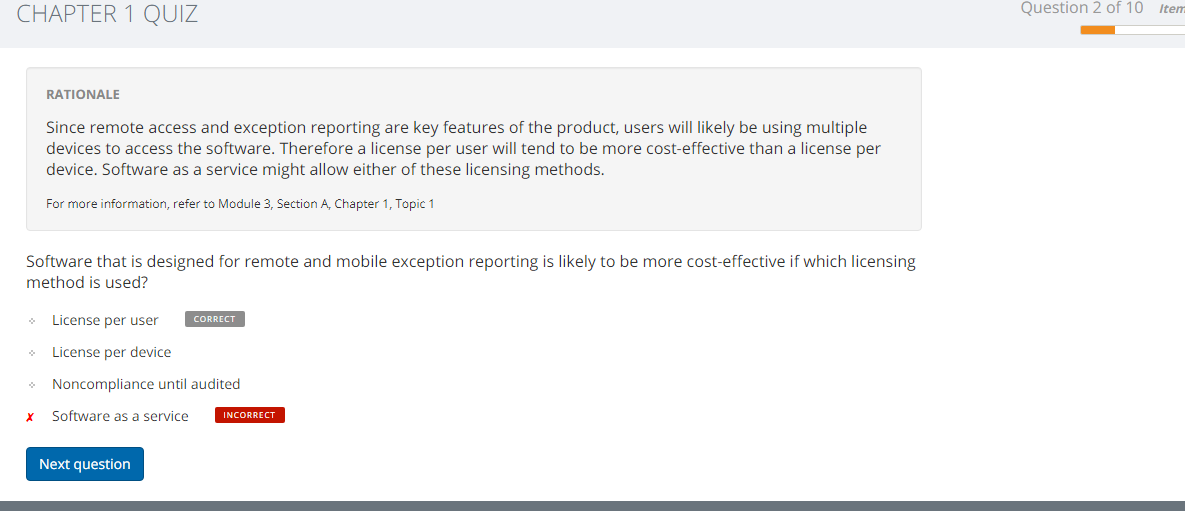 CHAPTER 1 QUIZ
Question 2 of 10 Item
RATIONALE
Since remote access and exception reporting are key features of the product, users will likely be using multiple
devices to access the software. Therefore a license per user will tend to be more cost-effective than a license per
device. Software as a service might allow either of these licensing methods.
For more information, refer to Module 3, Section A, Chapter 1, Topic 1
Software that is designed for remote and mobile exception reporting is likely to be more cost-effective if which licensing
method is used?
License per user CORRECT
License per device
Noncompliance until audited
✗ Software as a service INCORRECT
Next question